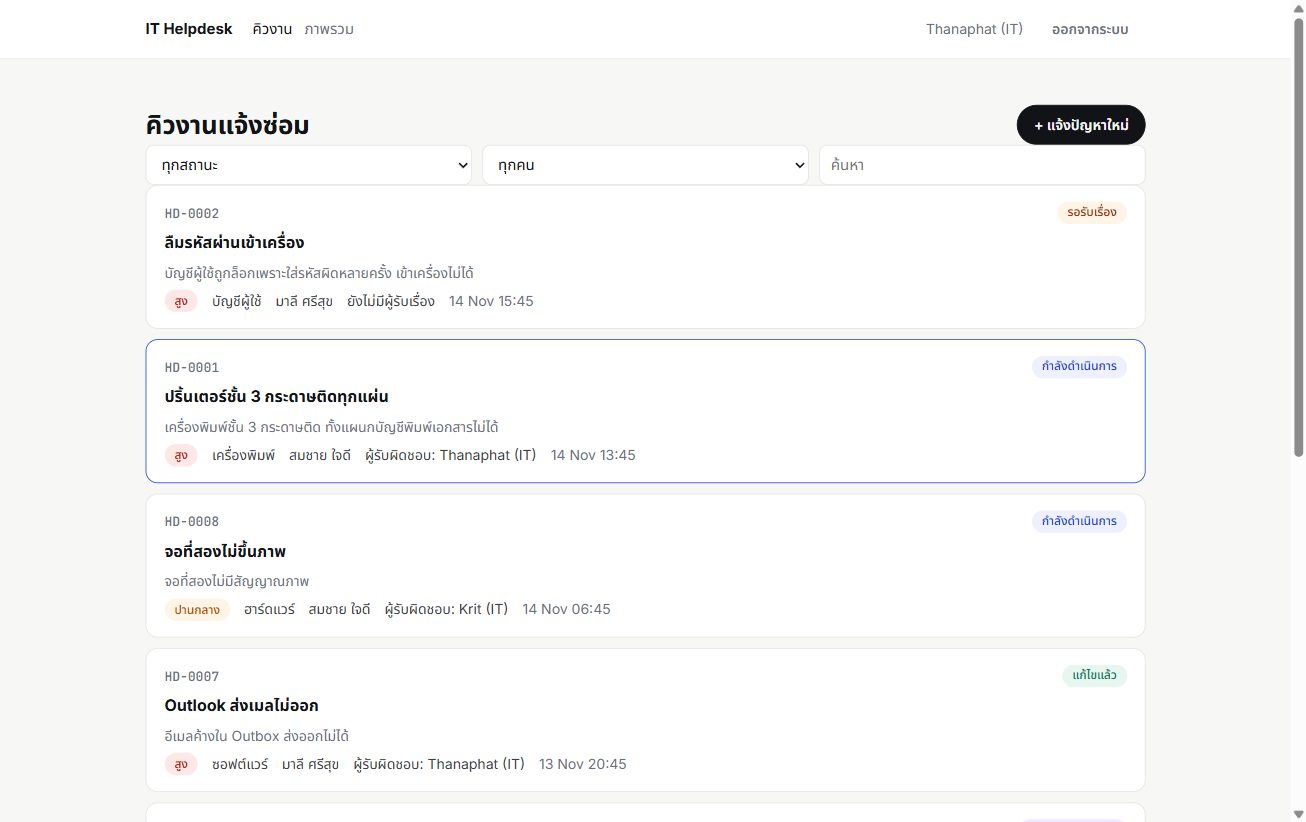 IT Helpdesk คิวงาน ภาพรวม Thanaphat (IT) ออกจากระบบ
คิวงานแจ้งซ่อม + แจ้งปัญหาใหม่
ทุกสถานะ ทุกคน ค้นหา
HD-0002 รอรับเรื่อง
ลืมรหัสผ่านเข้าเครื่อง
บัญชีผู้ใช้ถูกล็อกเพราะใส่รหัสผิดหลายครั้ง เข้าเครื่องไม่ได้
สูง บัญชีผู้ใช้ มาลี ศรีสุข ยังไม่มีผู้รับเรื่อง 14 Nov 15:45
HD-0001 กำลังดำเนินการ
ปริ้นเตอร์ชั้น 3 กระดาษติดทุกแผ่น
เครื่องพิมพ์ชั้น 3 กระดาษติด ทั้งแผนกบัญชีพิมพ์เอกสารไม่ได้
สูง เครื่องพิมพ์ สมชาย ใจดี ผู้รับผิดชอบ: Thanaphat (IT) 14 Nov 13:45
HD-0008 กำลังดำเนินการ
จอที่สองไม่ขึ้นภาพ
จอที่สองไม่มีสัญญาณภาพ
ปานกลาง ฮาร์ดแวร์ สมชาย ใจดี ผู้รับผิดชอบ: Krit (IT) 14 Nov 06:45
HD-0007 แก้ไขแล้ว
Outlook ส่งเมลไม่ออก
อีเมลค้างใน Outbox ส่งออกไม่ได้
สูง ซอฟต์แวร์ มาลี ศรีสุข ผู้รับผิดชอบ: Thanaphat (IT) 13 Nov 20:45